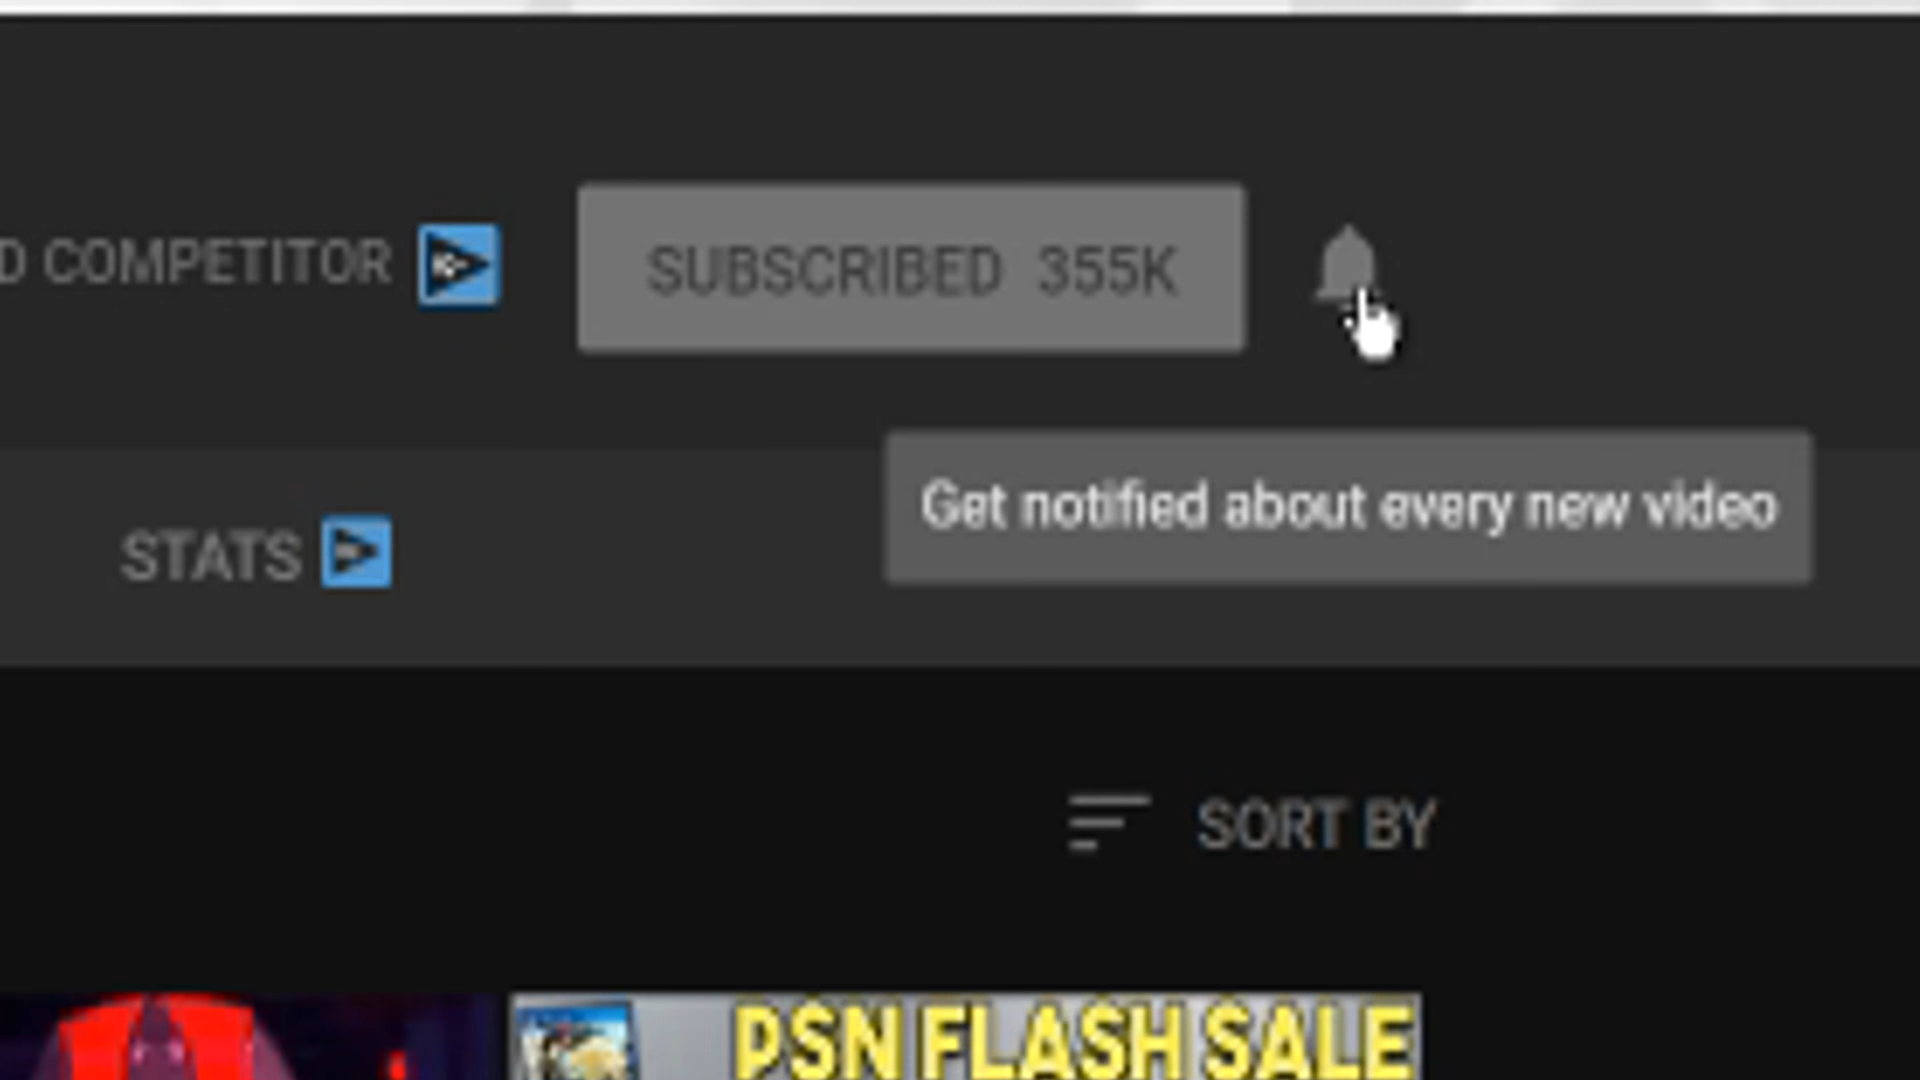 D COMPETITOR
SUBSCRIBED 355K
Get notified about every new video
STATS
SORT BY
PSN FLASH SALE